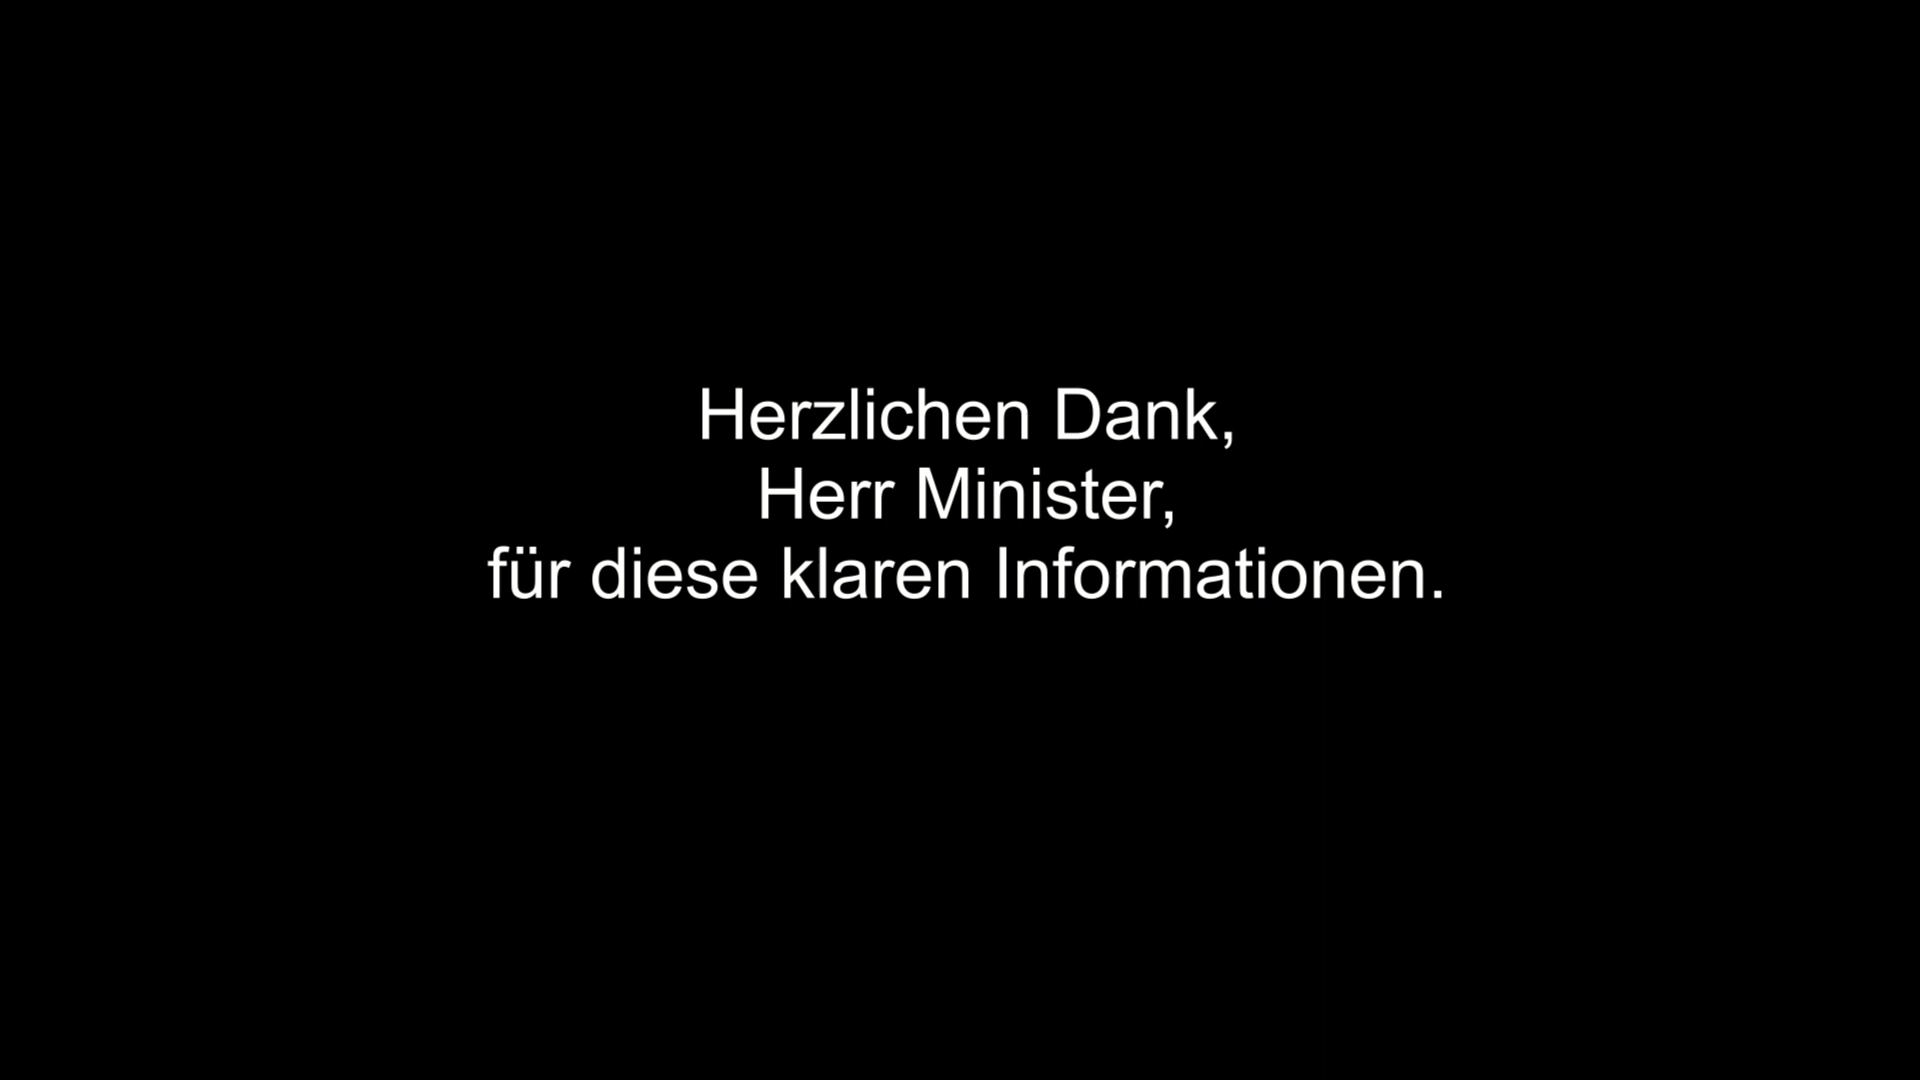 Herzlichen Dank,
Herr Minister,
für diese klaren Informationen.